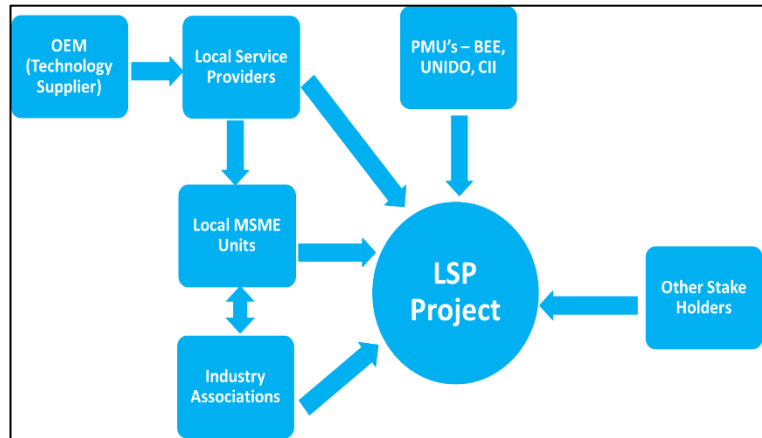 OEM
(Technology
Supplier)
Local Service
Providers
PMU's – BEE,
UNIDO, CII
Local MSME
Units
LSP
Project
Other Stake
Holders
Industry
Associations